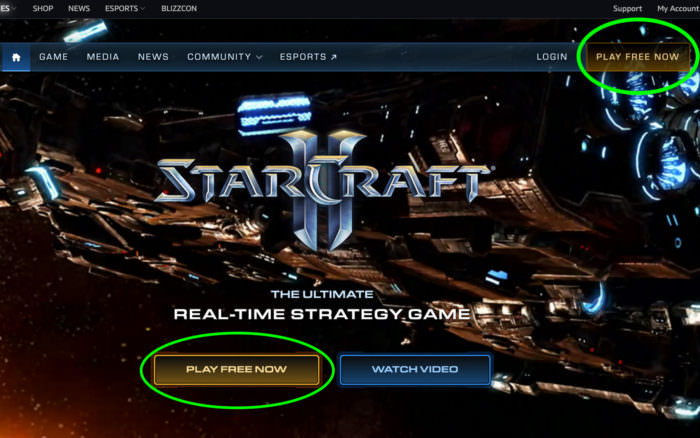 ES SHOP NEWS ESPORTS BLIZZCON Support My Account
GAME MEDIA NEWS COMMUNITY ESPORTS LOGIN PLAY FREE NOW
STARCRAFT
II
THE ULTIMATE
REAL-TIME STRATEGY GAME
PLAY FREE NOW WATCH VIDEO